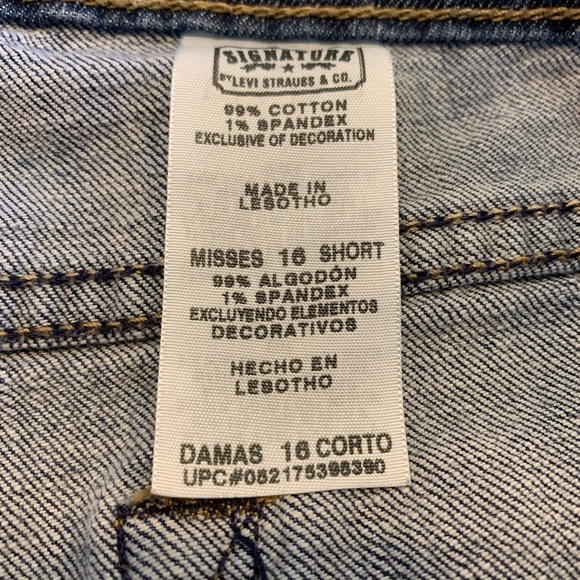 SIGNATURE
BY LEVI STRAUSS & CO.
99% COTTON
1% SPANDEX
EXCLUSIVE OF DECORATION
MADE IN
LESOTHO
MISSES 16 SHORT
99% ALGODÓN
1% SPANDEX
EXCLUYENDO ELEMENTOS
DECORATIVOS
HECHO EN
LESOTHO
DAMAS 16 CORTO
UPC#052175395390